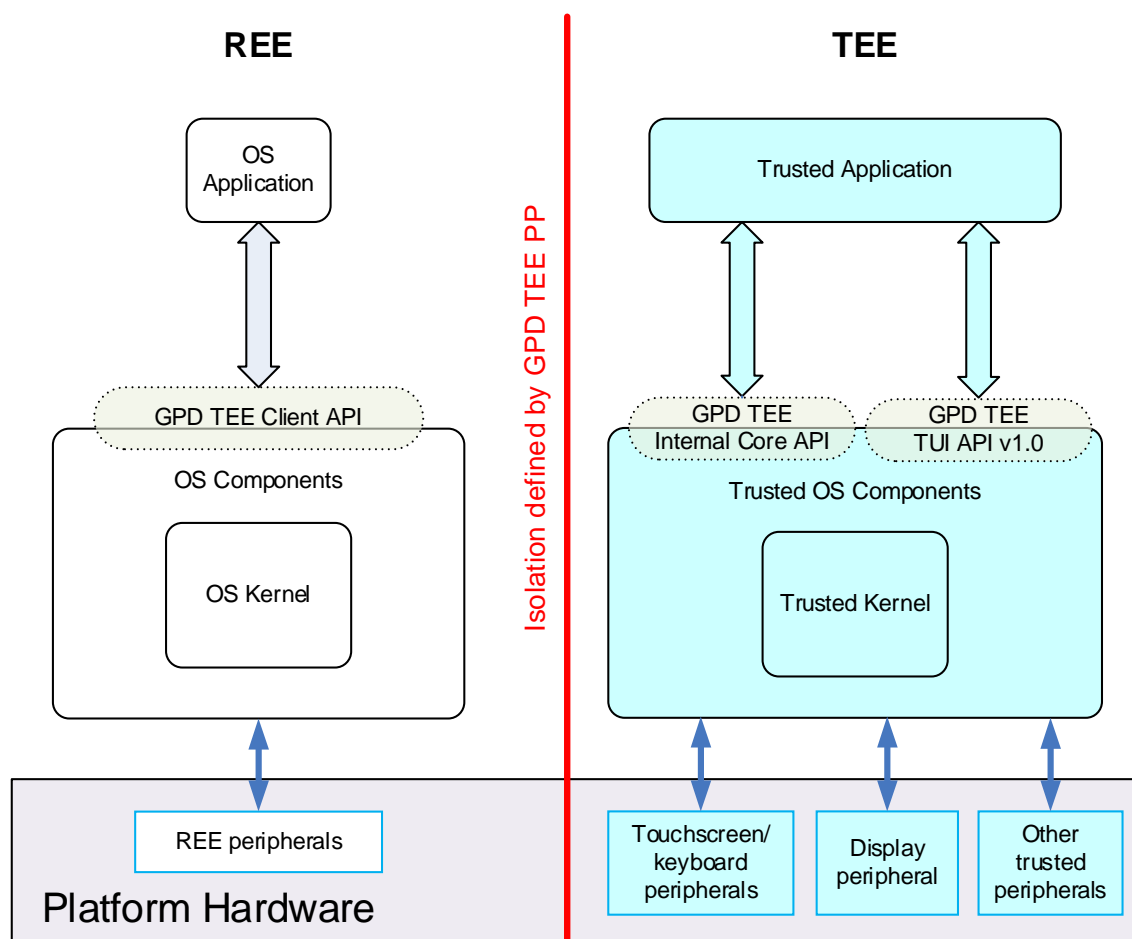 REE
TEE
OS
Application
Trusted Application
Isolation defined by GPD TEE PP
GPD TEE Client API
GPD TEE
Internal Core API
GPD TEE
TUI API v1.0
OS Components
Trusted OS Components
OS Kernel
Trusted Kernel
REE peripherals
Touchscreen/
keyboard
peripherals
Display
peripheral
Other
trusted
peripherals
Platform Hardware